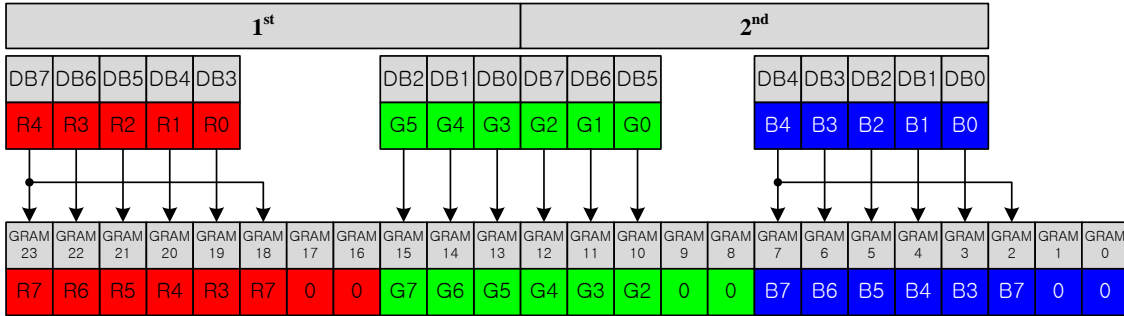 1st 2nd
DB7 DB6 DB5 DB4 DB3 DB2 DB1 DB0 DB7 DB6 DB5 DB4 DB3 DB2 DB1 DB0
R4 R3 R2 R1 R0 G5 G4 G3 G2 G1 G0 B4 B3 B2 B1 B0
GRAM GRAM GRAM GRAM GRAM GRAM GRAM GRAM GRAM GRAM GRAM GRAM GRAM GRAM GRAM GRAM GRAM GRAM GRAM GRAM GRAM GRAM GRAM GRAM
23 22 21 20 19 18 17 16 15 14 13 12 11 10 9 8 7 6 5 4 3 2 1 0
R7 R6 R5 R4 R3 R7 0 0 G7 G6 G5 G4 G3 G2 0 0 B7 B6 B5 B4 B3 B7 0 0